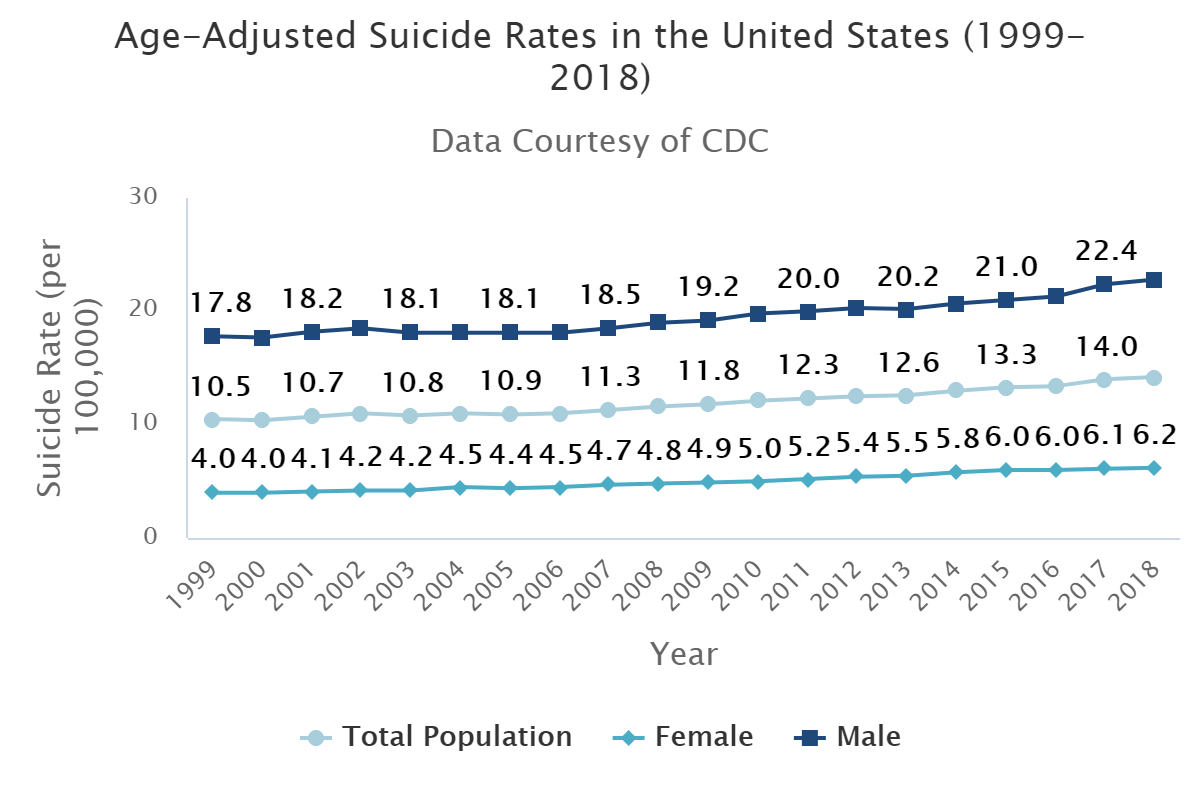 Age-Adjusted Suicide Rates in the United States (1999-
2018)
Data Courtesy of CDC
Suicide Rate (per
100,000)
30
20
10
0
17.8 18.2 18.1 18.1 18.5 19.2 20.0 20.2 21.0 22.4
10.5 10.7 10.8 10.9 11.3 11.8 12.3 12.6 13.3 14.0
4.0 4.0 4.1 4.2 4.2 4.5 4.4 4.5 4.7 4.8 4.9 5.0 5.2 5.4 5.5 5.8 6.0 6.0 6.1 6.2
1999 2000 2001 2002 2003 2004 2005 2006 2007 2008 2009 2010 2011 2012 2013 2014 2015 2016 2017 2018
Year
Total Population Female Male